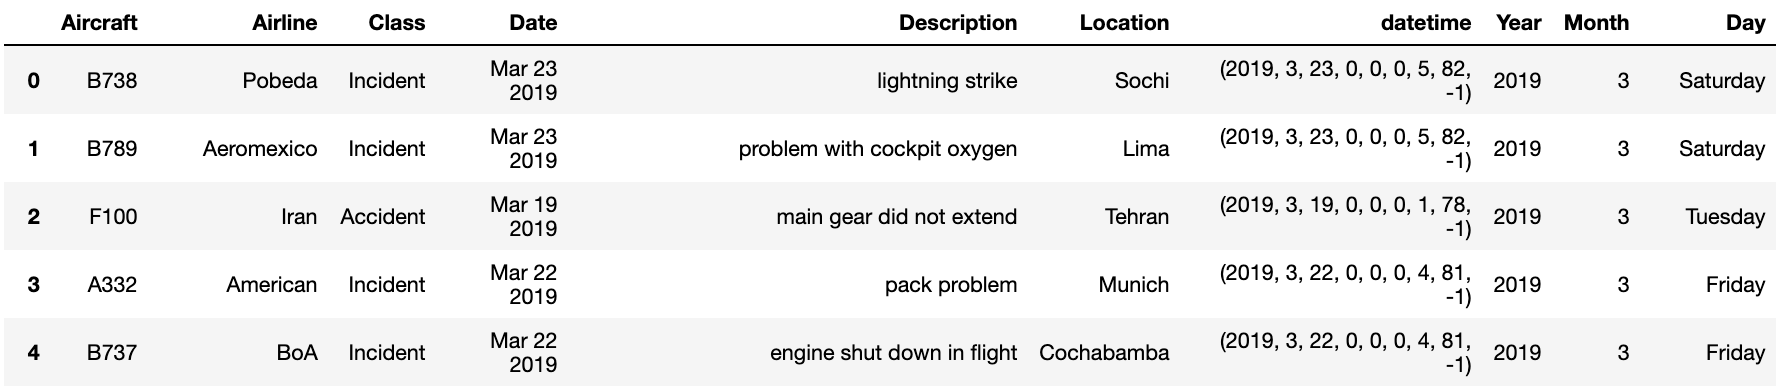 Aircraft Airline Class Date Description Location datetime Year Month Day
0 B738 Pobeda Incident Mar 23 2019 lightning strike Sochi (2019, 3, 23, 0, 0, 0, 5, 82, -1) 2019 3 Saturday
1 B789 Aeromexico Incident Mar 23 2019 problem with cockpit oxygen Lima (2019, 3, 23, 0, 0, 0, 5, 82, -1) 2019 3 Saturday
2 F100 Iran Accident Mar 19 2019 main gear did not extend Tehran (2019, 3, 19, 0, 0, 0, 1, 78, -1) 2019 3 Tuesday
3 A332 American Incident Mar 22 2019 pack problem Munich (2019, 3, 22, 0, 0, 0, 4, 81, -1) 2019 3 Friday
4 B737 BoA Incident Mar 22 2019 engine shut down in flight Cochabamba (2019, 3, 22, 0, 0, 0, 4, 81, -1) 2019 3 Friday